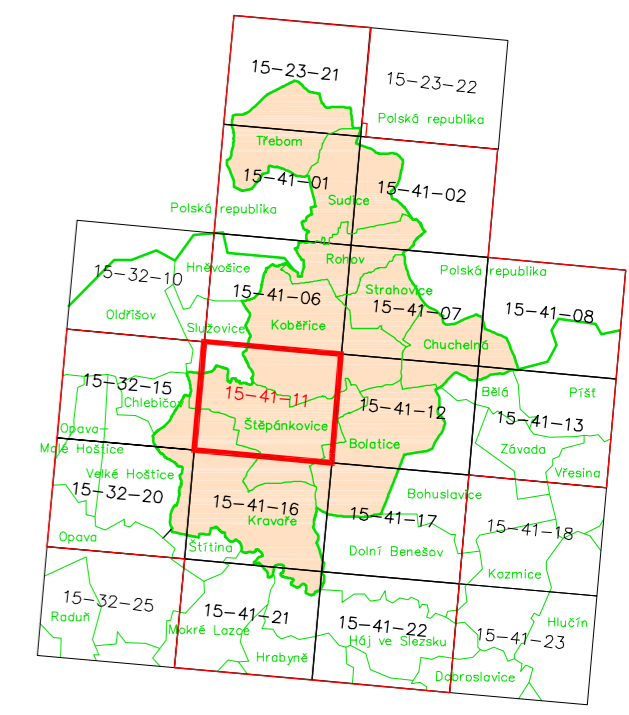 15-23-21
15-23-22
Polská republika
Třebom
15-41-01
15-41-02
Sudice
Polská republika
Rohov
Hněvošice
15-32-10
Polská republika
Strahovice
15-41-06
15-41-07
15-41-08
Oldřišov
Služovice
Kobeřice
Chuchelná
15-32-15
Chlebičov
15-41-11
15-41-12
Bělá
Píšť
15-41-13
Štěpánkovice
Opava
Bolatice
Malé Hoštice
Závada
Velké Hoštice
Vřesina
15-32-20
Bohuslavice
15-41-16
Kravaře
15-41-17
15-41-18
Opava
Štítina
Dolní Benešov
Kozmice
15-32-25
Raduň
15-41-21
Mokré Lazce
15-41-22
Háj ve Slezsku
Hlučín
15-41-23
Hrabyně
Dobroslavice